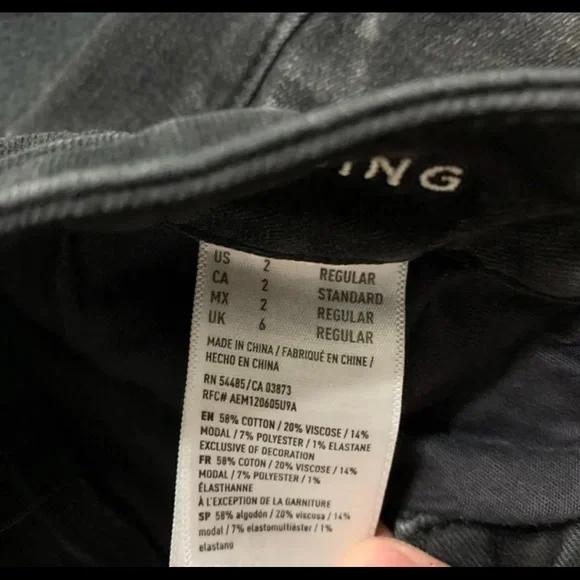 ING
US 2 REGULAR
CA 2 STANDARD
MX 2 REGULAR
UK 6 REGULAR
MADE IN CHINA / FABRIQUÉ EN CHINE /
HECHO EN CHINA
RN 54485/CA 03873
RFC# AEM120605U9A
EN 58% COTTON / 20% VISCOSE / 14%
MODAL / 7% POLYESTER / 1% ELASTANE
EXCLUSIVE OF DECORATION
FR 58% COTON / 20% VISCOSE / 14%
MODAL / 7% POLYESTER / 1%
ÉLASTHANNE
À L'EXCEPTION DE LA GARNITURE
SP 58% algodón / 20% viscosa / 14%
modal / 7% elastomultiéster / 1%
elastano